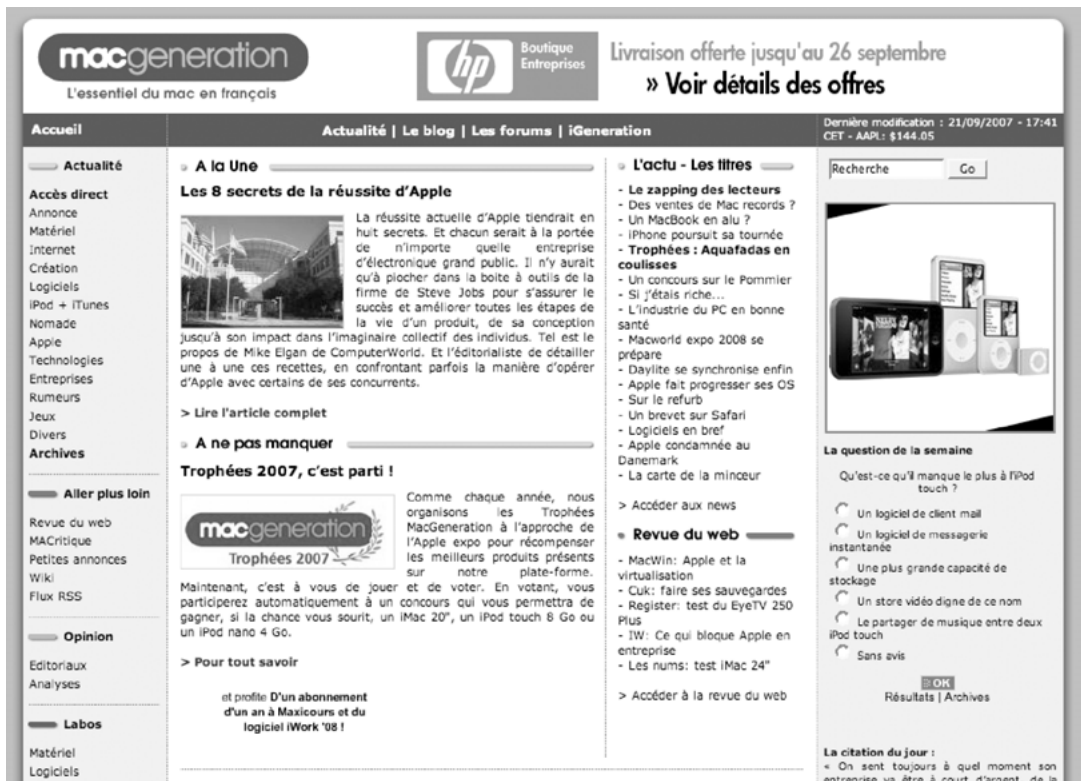 macgeneration
L'essentiel du mac en français
hp
Boutique
Entreprises
Livraison offerte jusqu'au 26 septembre
» Voir détails des offres
Accueil
Actualité | Le blog | Les forums | iGeneration
Dernière modification : 21/09/2007 - 17:41
CET - AAPL: $144.05
Actualité
Accès direct
Annonce
Matériel
Internet
Création
Logiciels
iPod + iTunes
Nomade
Apple
Technologies
Entreprises
Rumeurs
Jeux
Divers
Archives
Aller plus loin
Revue du web
MACritique
Petites annonces
Wiki
Flux RSS
Opinion
Editoriaux
Analyses
Labos
Matériel
Logiciels
A la Une
Les 8 secrets de la réussite d'Apple
La réussite actuelle d'Apple tiendrait en
huit secrets. Et chacun serait à la portée
de n'importe quelle entreprise
d'électronique grand public. Il n'y aurait
qu'à piocher dans la boite à outils de la
firme de Steve Jobs pour s'assurer le
succès et améliorer toutes les étapes de
la vie d'un produit, de sa conception
jusqu'à son impact dans l'imaginaire collectif des individus. Tel est le
propos de Mike Elgan de ComputerWorld. Et l'éditorialiste de détailler
une à une ces recettes, en confrontant parfois la manière d'opérer
d'Apple avec certains de ses concurrents.
> Lire l'article complet
A ne pas manquer
Trophées 2007, c'est parti !
macgeneration
Trophées 2007
Comme chaque année, nous
organisons les Trophées
MacGeneration à l'approche de
l'Apple expo pour récompenser
les meilleurs produits présents
sur notre plate-forme.
Maintenant, c'est à vous de jouer et de voter. En votant, vous
participerez automatiquement à un concours qui vous permettra de
gagner, si la chance vous sourit, un iMac 20", un iPod touch 8 Go ou
un iPod nano 4 Go.
> Pour tout savoir
et profite D'un abonnement
d'un an à Maxicours et du
logiciel iWork '08 !
L'actu - Les titres
- Le zapping des lecteurs
- Des ventes de Mac records ?
- Un MacBook en alu ?
- iPhone poursuit sa tournée
- Trophées : Aquafadas en
coulisses
- Un concours sur le Pommier
- Si j'étais riche...
- L'industre du PC en bonne
santé
- Macworld expo 2008 se
prépare
- Daylite se synchronise enfin
- Apple fait progresser ses OS
- Sur le refurb
- Un brevet sur Safari
- Logiciels en bref
- Apple condamnée au
Danemark
- La carte de la minceur
> Accéder aux news
Revue du web
- MacWin: Apple et la
virtualisation
- Cuk: faire ses sauvegardes
- Register: test du EyeTV 250
Plus
- IW: Ce qui bloque Apple en
entreprise
- Les nums: test iMac 24"
> Accéder à la revue du web
Recherche
Go
La question de la semaine
Qu'est-ce qu'il manque le plus à l'iPod
touch ?
Un logiciel de client mail
Un logiciel de messagerie
instantanée
Une plus grande capacité de
stockage
Un store vidéo digne de ce nom
Le partager de musique entre deux
iPod touch
Sans avis
OK
Résultats | Archives
La citation du jour :
« On sent toujours à quel moment son
entreprise va être à court d'argent, de la